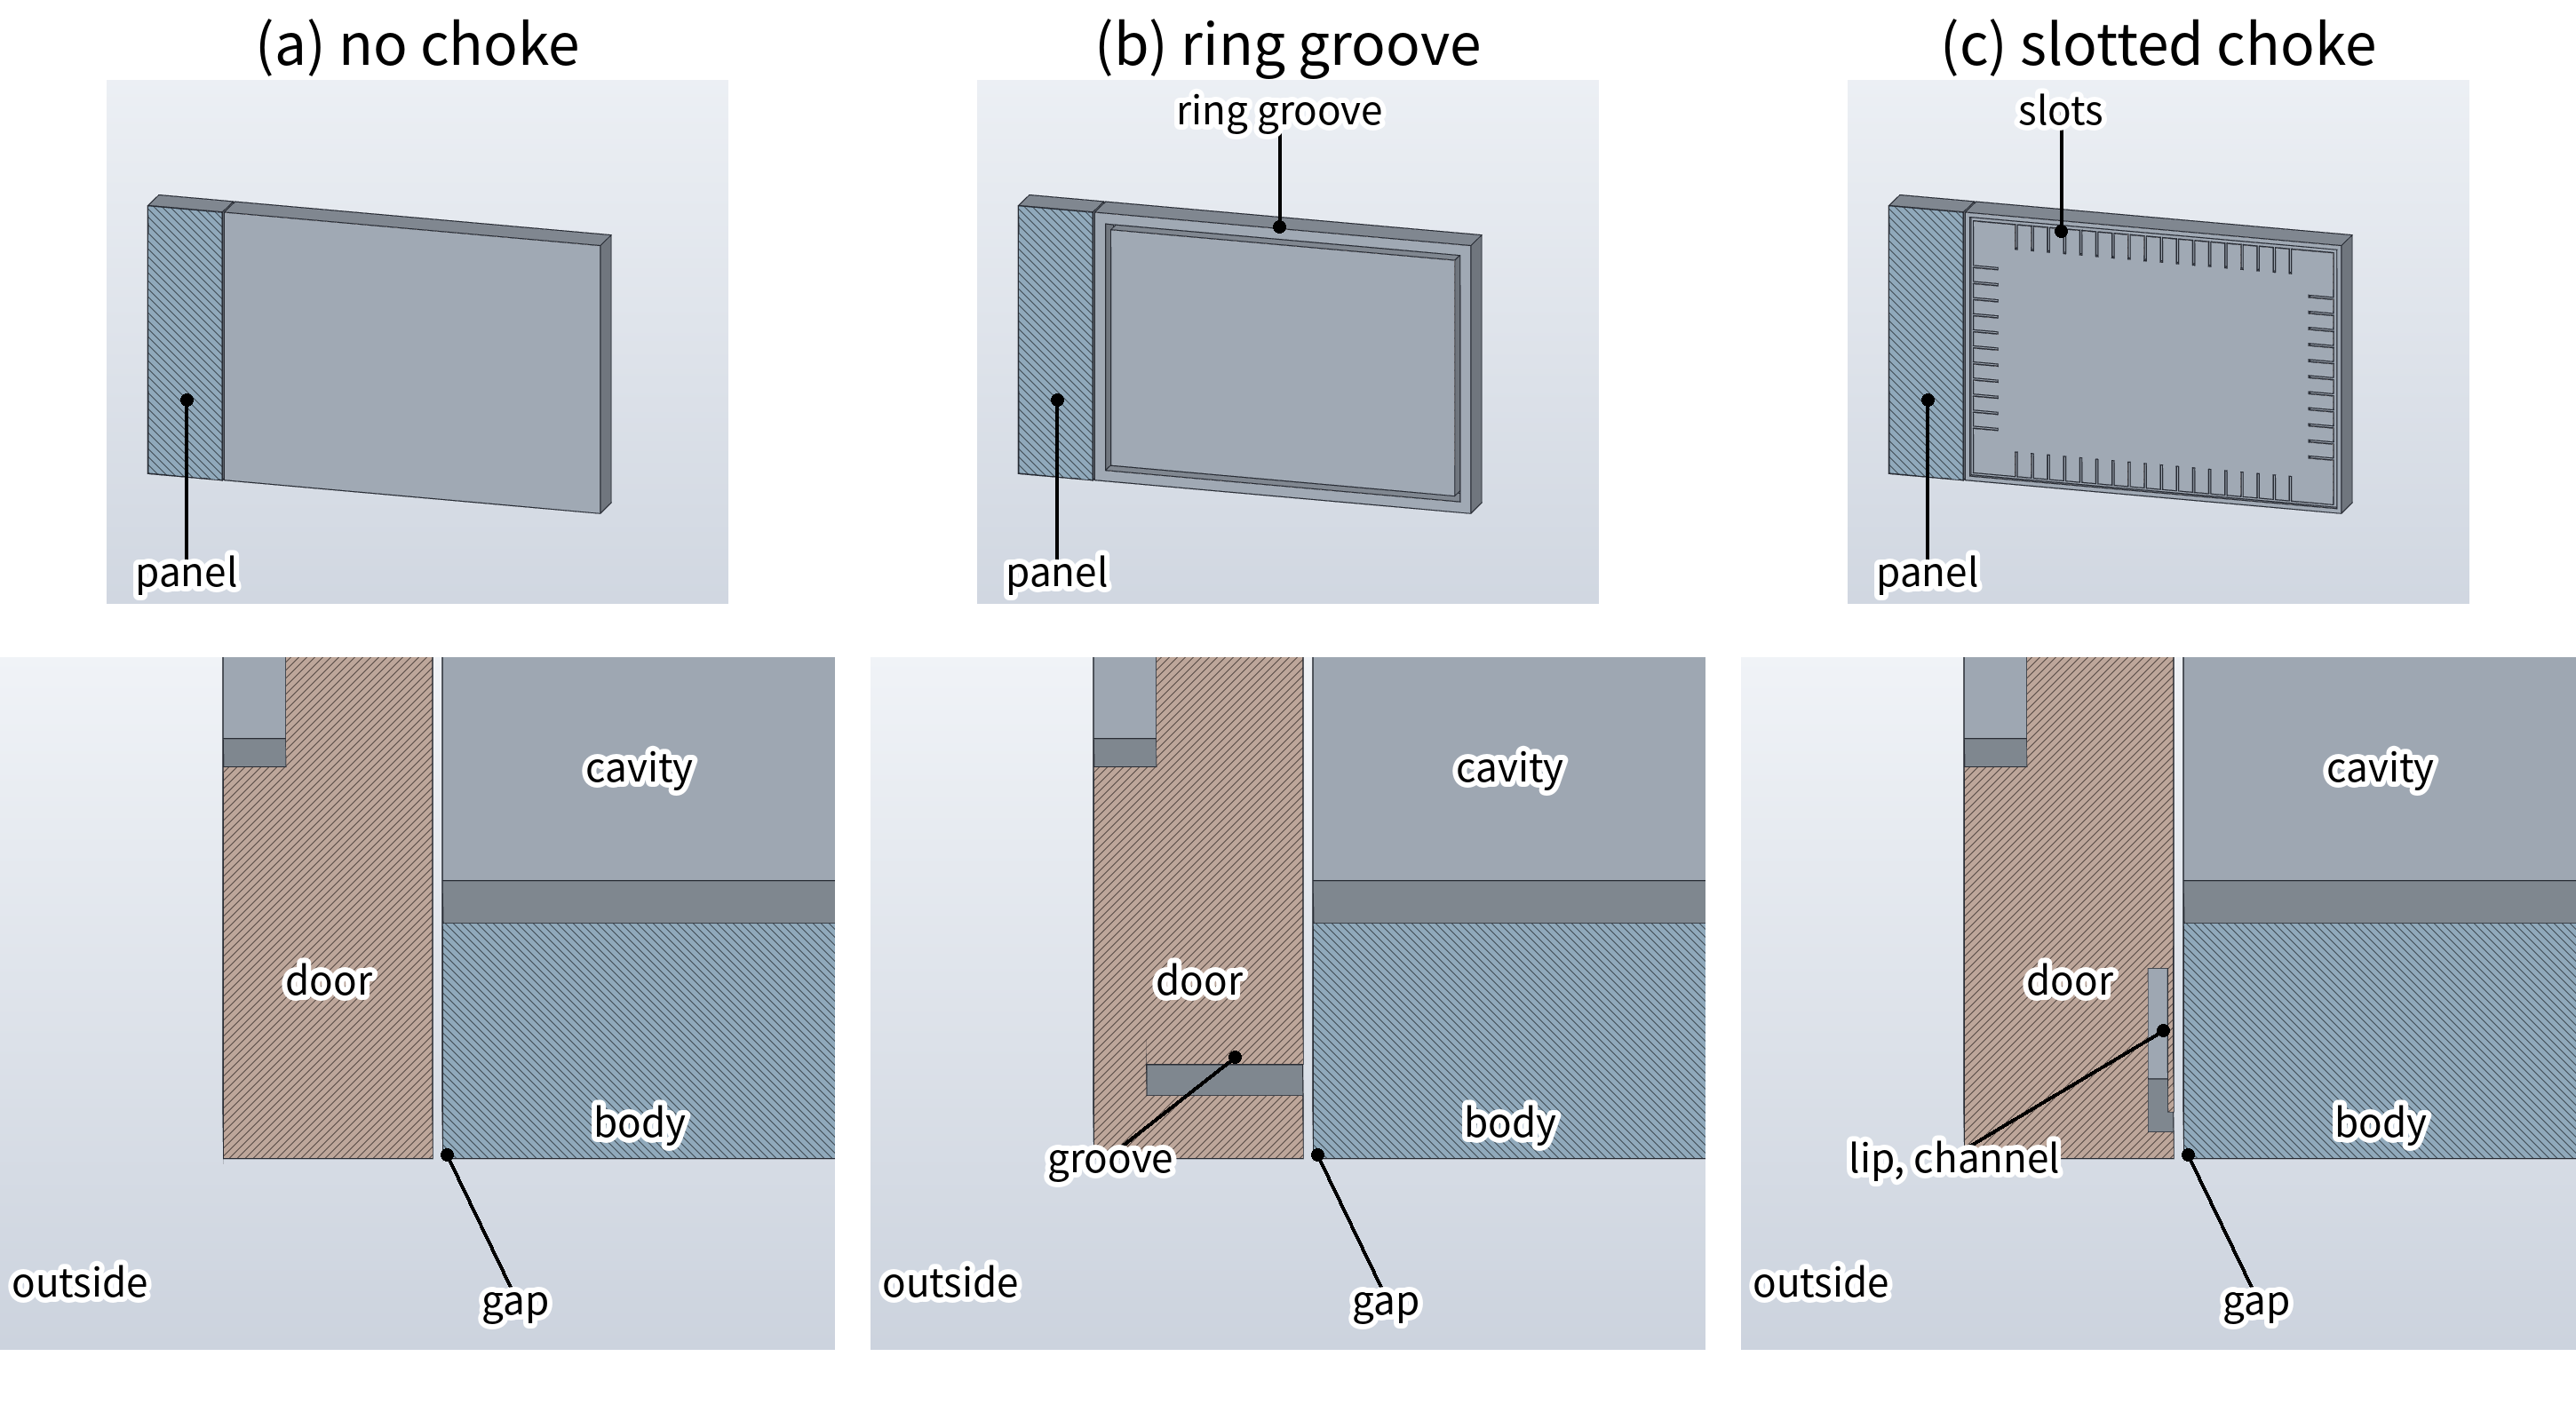 (a) no choke
(b) ring groove
(c) slotted choke
ring groove
slots
panel
panel
panel
cavity
door
body
outside
gap
cavity
door
body
groove
outside
gap
cavity
door
body
lip, channel
outside
gap